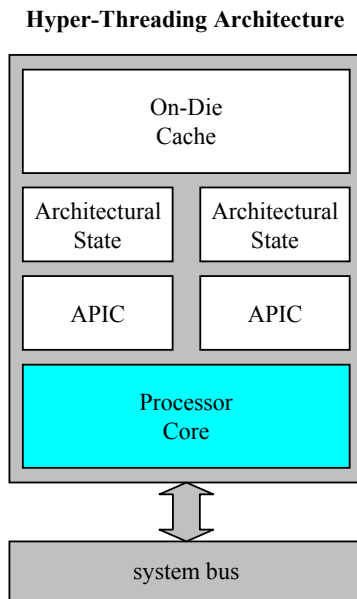 Hyper-Threading Architecture
On-Die
Cache
Architectural
State
Architectural
State
APIC
APIC
Processor
Core
system bus